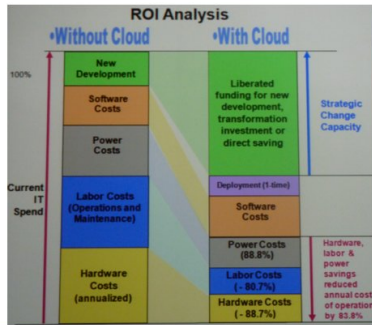 ROI Analysis
•Without Cloud
•With Cloud
100%
New
Development
Software
Costs
Power
Costs
Current
IT
Spend
Labor Costs
(Operations and
Maintenance)
Hardware
Costs
(annualized)
Liberated
funding for new
development,
transformation
investment or
direct saving
Strategic
Change
Capacity
Deployment (1-time)
Software
Costs
Power Costs
(88.8%)
Labor Costs
( - 80.7%)
Hardware Costs
( - 88.7%)
Hardware,
labor &
power
savings
reduced
annual cost
of operation
by 83.8%